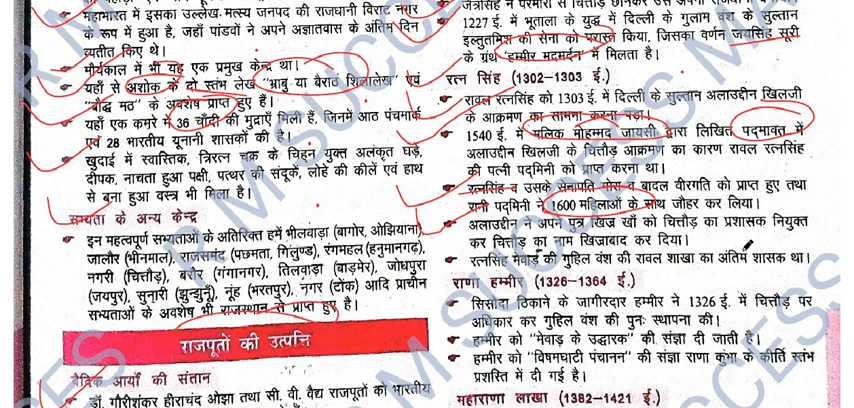 महाभारत में इसका उल्लेख मत्स्य जनपद की राजधानी विराट नगर
के रूप में हुआ है, जहाँ पांडवों ने अपने अज्ञातवास के अंतिम दिन
व्यतीत किए थे।
मौर्यकाल में भी यह एक प्रमुख केन्द्र था।
यहाँ से अशोक के दो स्तंभ लेख "भाब्रु या बैराठ शिलालेख" एवं
"बौद्ध मठ" के अवशेष प्राप्त हुए हैं।
यहाँ एक कमरे में 36 चाँदी की मुद्राएँ मिली हैं, जिनमें आठ पंचमार्क
एवं 28 भारतीय यूनानी शासकों की है।
खुदाई में स्वास्तिक, त्रिरत्न चक्र के चिह्न युक्त अलंकृत घड़े,
दीपक, नाचता हुआ पक्षी, पत्थर की संदूकें, लोहे की कीलें एवं हाथ
से बना हुआ वस्त्र भी मिला है।
सभ्यता के अन्य केन्द्र
इन महत्वपूर्ण सभ्यताओं के अतिरिक्त हमें भीलवाड़ा (बागोर, ओझियाना)
जालौर (भीनमाल), राजसमंद (पछमता, गिलुण्ड), रंगमहल (हनुमानगढ़),
नगरी (चित्तौड़), बरोर (गंगानगर), तिलवाड़ा (बाड़मेर), जोधपुरा
(जयपुर), सुनारी (झुन्झुनूँ), नूंह (भरतपुर), नगर (टोंक) आदि प्राचीन
सभ्यताओं के अवशेष भी राजस्थान से प्राप्त हुए है।
राजपूतों की उत्पत्ति
वैदिक आर्यों की संतान
डॉ. गौरीशंकर हीराचंद ओझा तथा सी. वी. वैद्य राजपूतों को भारतीय
1227 ई. में भूताला के युद्ध में दिल्ली के गुलाम वंश के सुल्तान
इल्तुतमिश की सेना को परास्त किया, जिसका वर्णन जयसिंह सूरी
के ग्रंथ 'हम्मीर मदमर्दन' में मिलता है।
रत्न सिंह (1302-1303 ई.)
रावल रत्नसिंह को 1303 ई. में दिल्ली के सुल्तान अलाउद्दीन खिलजी
के आक्रमण का सामना करना पड़ा।
1540 ई. में मलिक मोहम्मद जायसी द्वारा लिखित पद्मावत में
अलाउद्दीन खिलजी के चित्तौड़ आक्रमण का कारण रावल रत्नसिंह
की पत्नी पद्मिनी को प्राप्त करना था।
रत्नसिंह व उसके सेनापति गोरा व बादल वीरगति को प्राप्त हुए तथा
रानी पद्मिनी ने 1600 महिलाओं के साथ जौहर कर लिया।
अलाउद्दीन ने अपने पुत्र खिज्र खाँ को चित्तौड़ का प्रशासक नियुक्त
कर चित्तौड़ का नाम खिज्राबाद कर दिया।
रत्नसिंह मेवाड़ की गुहिल वंश की रावल शाखा का अंतिम शासक था।
राणा हम्मीर (1326-1364 ई.)
सिसोदा ठिकाने के जागीरदार हम्मीर ने 1326 ई. में चित्तौड़ पर
अधिकार कर गुहिल वंश की पुनः स्थापना की।
हम्मीर को "मेवाड़ के उद्धारक" की संज्ञा दी जाती है।
हम्मीर को "विषमघाटी पंचानन" की संज्ञा राणा कुंभा के कीर्ति स्तंभ
प्रशस्ति में दी गई है।
महाराणा लाखा (1382-1421 ई.)